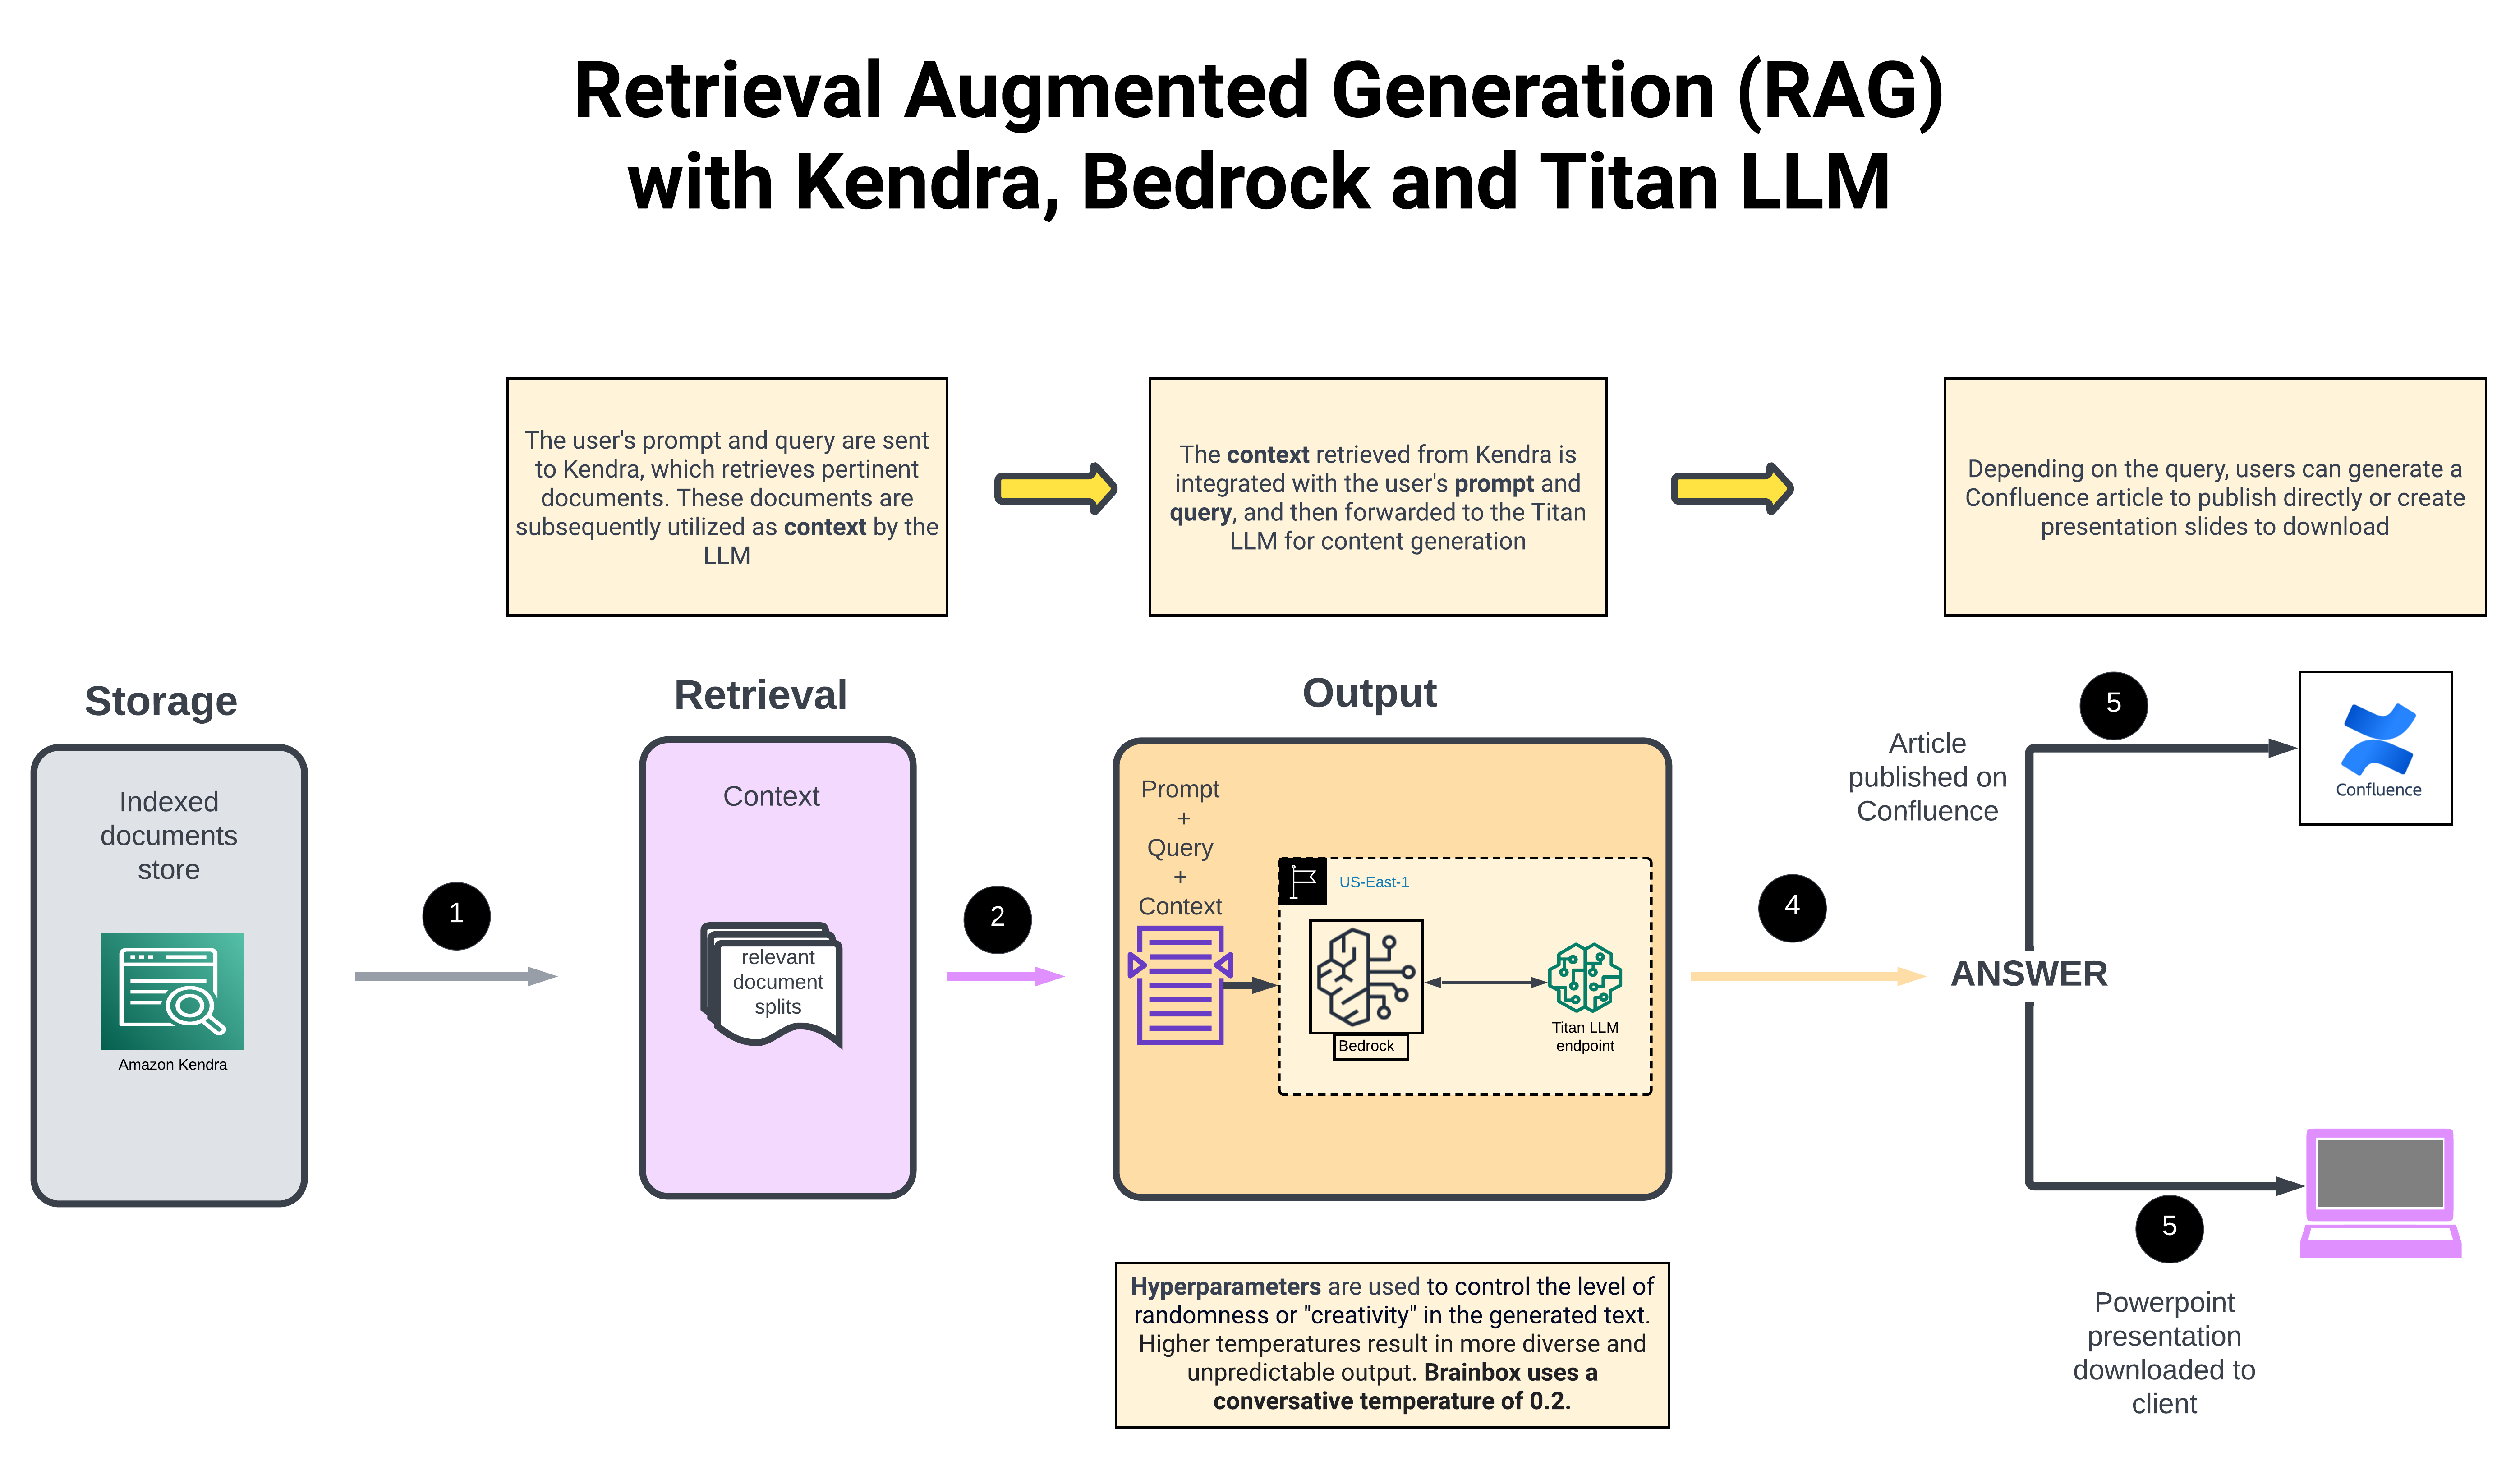 Retrieval Augmented Generation (RAG)
with Kendra, Bedrock and Titan LLM
The user's prompt and query are sent
to Kendra, which retrieves pertinent
documents. These documents are
subsequently utilized as context by the
LLM
The context retrieved from Kendra is
integrated with the user's prompt and
query, and then forwarded to the Titan
LLM for content generation
Depending on the query, users can generate a
Confluence article to publish directly or create
presentation slides to download
Storage
Indexed
documents
store
Amazon Kendra
1
Retrieval
Context
relevant
document
splits
2
Output
Prompt
+
Query
+
Context
US-East-1
Bedrock
Titan LLM
endpoint
Hyperparameters are used to control the level of
randomness or "creativity" in the generated text.
Higher temperatures result in more diverse and
unpredictable output. Brainbox uses a
conversative temperature of 0.2.
4
ANSWER
Article
published on
Confluence
5
Confluence
5
Powerpoint
presentation
downloaded to
client